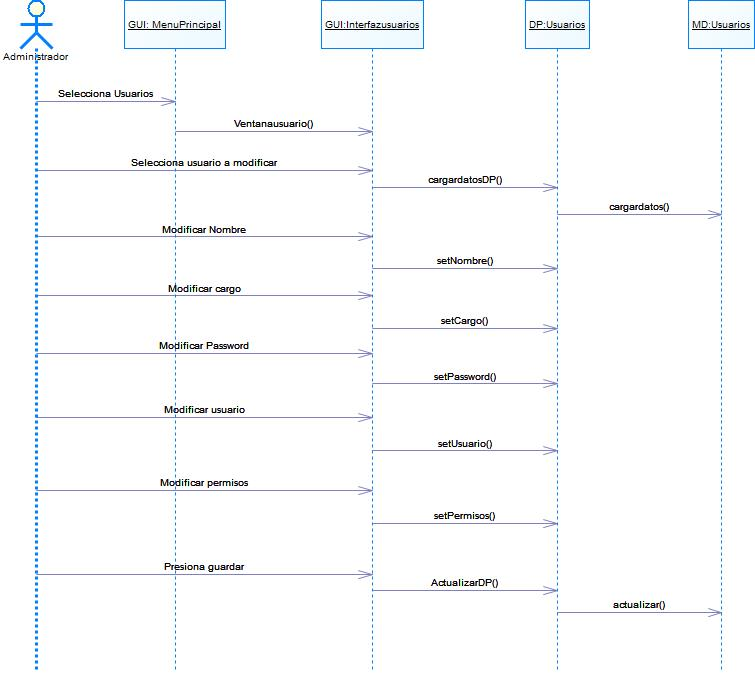 GUI: MenuPrincipal
GUI:Interfazusuarios
DP:Usuarios
MD:Usuarios
Administrador
Selecciona Usuarios
Ventanausuario()
Selecciona usuario a modificar
cargardatosDP()
cargardatos()
Modificar Nombre
setNombre()
Modificar cargo
setCargo()
Modificar Password
setPassword()
Modificar usuario
setUsuario()
Modificar permisos
setPermisos()
Presiona guardar
ActualizarDP()
actualizar()